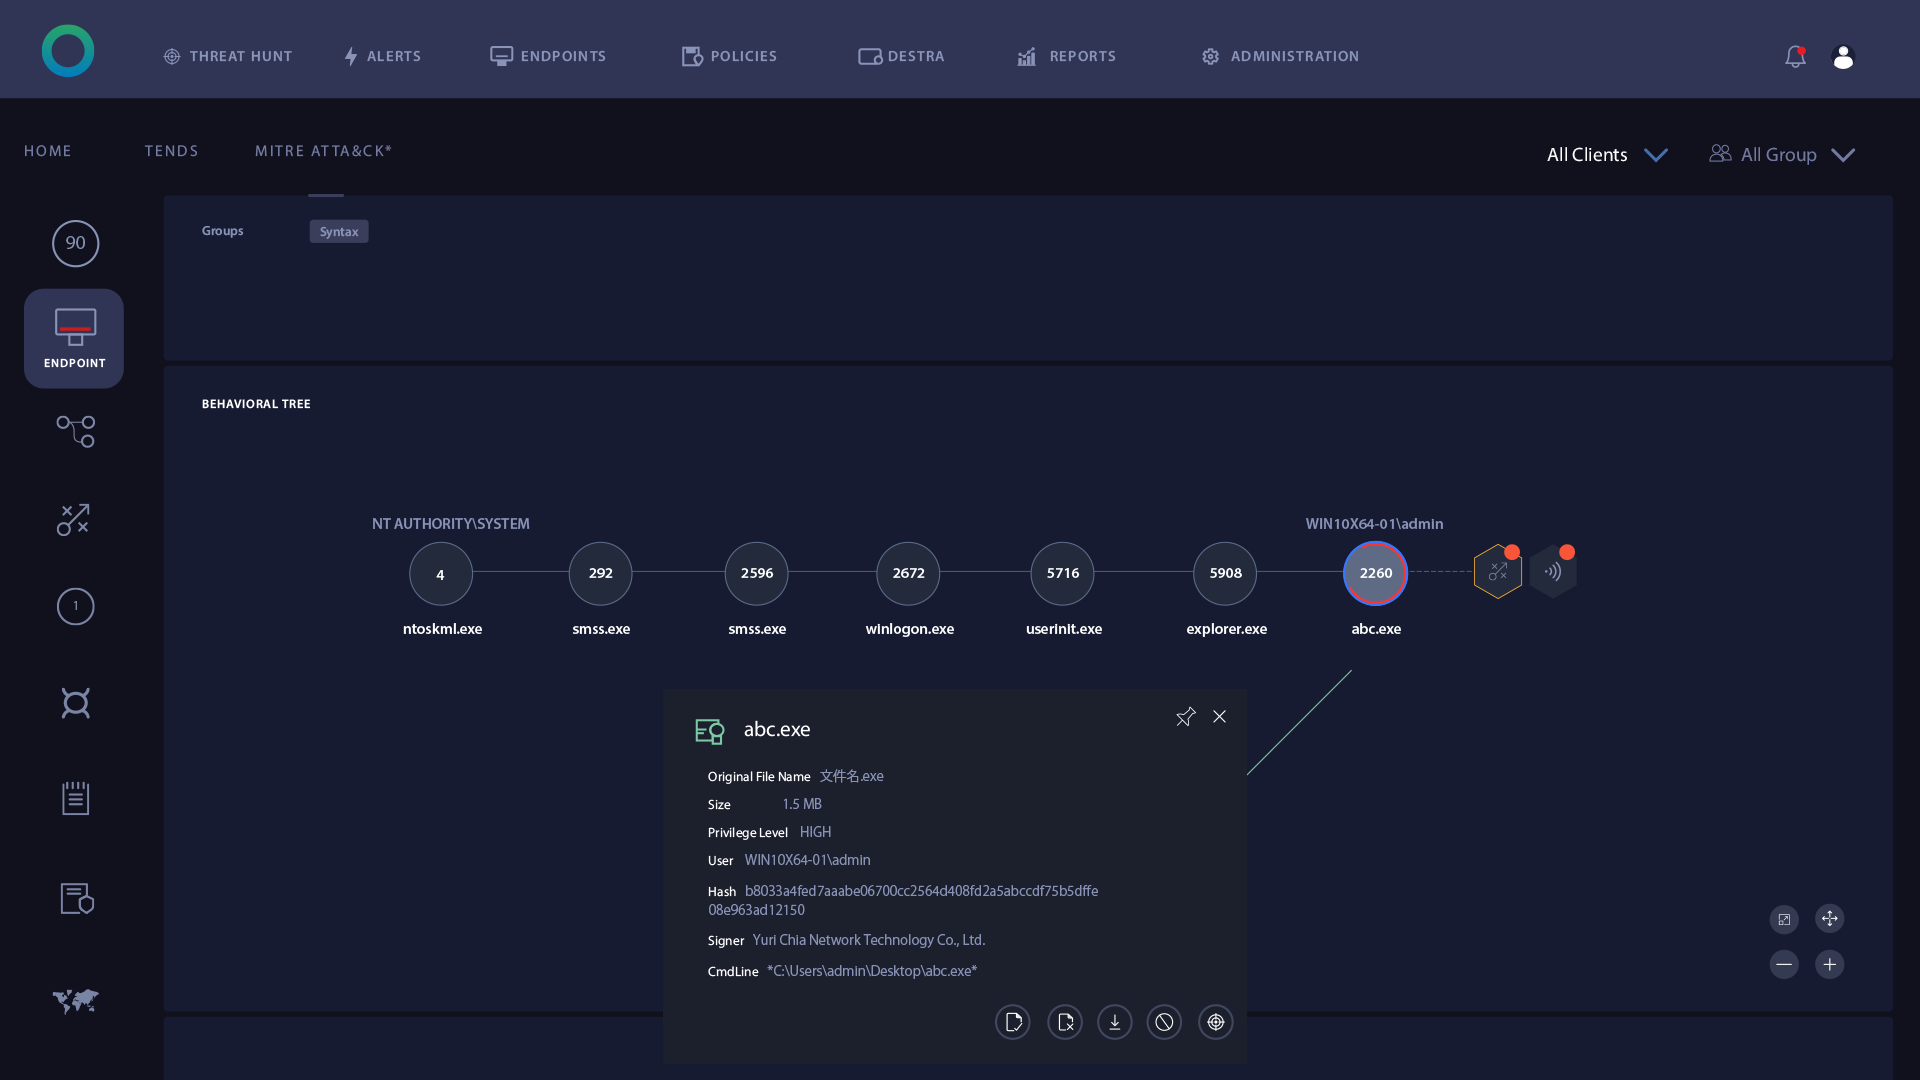 THREAT HUNT ALERTS ENDPOINTS POLICIES DESTRA REPORTS ADMINISTRATION
HOME TENDS MITRE ATTA&CK* All Clients All Group
90
ENDPOINT
1
Groups Syntax
BEHAVIORAL TREE
NT AUTHORITY\SYSTEM WIN10X64-01\admin
4 292 2596 2672 5716 5908 2260
ntoskml.exe smss.exe smss.exe winlogon.exe userinit.exe explorer.exe abc.exe
abc.exe
Original File Name 文件名.exe
Size 1.5 MB
Privilege Level HIGH
User WIN10X64-01\admin
Hash b8033a4fed7aaabe06700cc2564d408fd2a5abccdf75b5dffe
08e963ad12150
Signer Yuri Chia Network Technology Co., Ltd.
CmdLine *C:\Users\admin\Desktop\abc.exe*